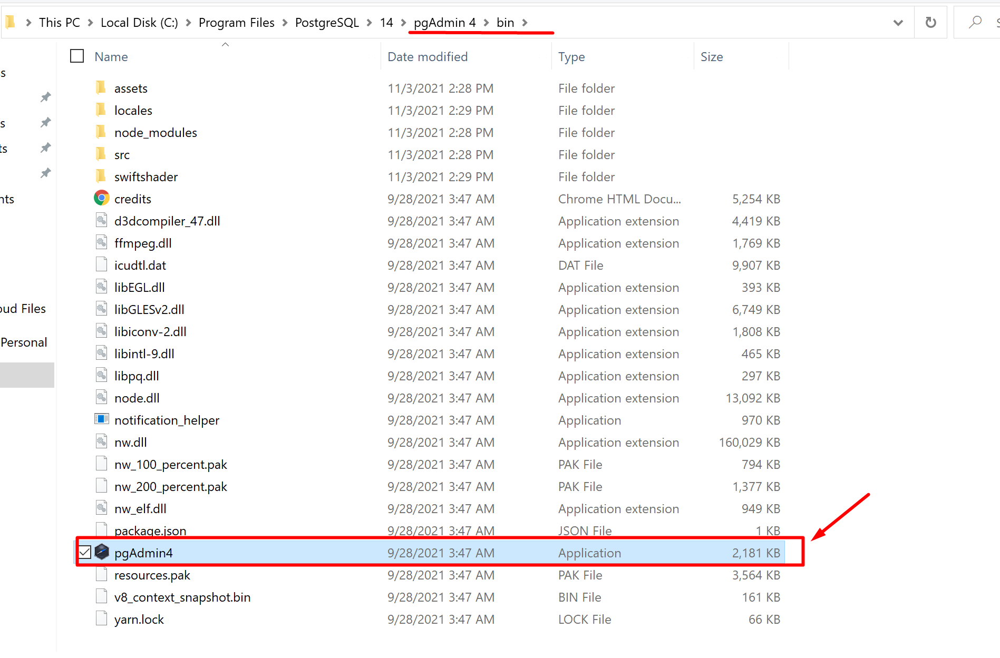 This PC > Local Disk (C:) > Program Files > PostgreSQL > 14 > pgAdmin 4 > bin >
Name Date modified Type Size
assets 11/3/2021 2:28 PM File folder
locales 11/3/2021 2:29 PM File folder
node_modules 11/3/2021 2:28 PM File folder
src 11/3/2021 2:28 PM File folder
swiftshader 11/3/2021 2:29 PM File folder
credits 9/28/2021 3:47 AM Chrome HTML Docu... 5,254 KB
d3dcompiler_47.dll 9/28/2021 3:47 AM Application extension 4,419 KB
ffmpeg.dll 9/28/2021 3:47 AM Application extension 1,769 KB
icudtl.dat 9/28/2021 3:47 AM DAT File 9,907 KB
libEGL.dll 9/28/2021 3:47 AM Application extension 393 KB
oud Files libGLESv2.dll 9/28/2021 3:47 AM Application extension 6,749 KB
libiconv-2.dll 9/28/2021 3:47 AM Application extension 1,808 KB
Personal
libintl-9.dll 9/28/2021 3:47 AM Application extension 465 KB
libpq.dll 9/28/2021 3:47 AM Application extension 297 KB
node.dll 9/28/2021 3:47 AM Application extension 13,092 KB
notification_helper 9/28/2021 3:47 AM Application 970 KB
nw.dll 9/28/2021 3:47 AM Application extension 160,029 KB
nw_100_percent.pak 9/28/2021 3:47 AM PAK File 794 KB
nw_200_percent.pak 9/28/2021 3:47 AM PAK File 1,377 KB
nw_elf.dll 9/28/2021 3:47 AM Application extension 949 KB
package.json 9/28/2021 3:47 AM JSON File 1 KB
pgAdmin4 9/28/2021 3:47 AM Application 2,181 KB
resources.pak 9/28/2021 3:47 AM PAK File 3,564 KB
v8_context_snapshot.bin 9/28/2021 3:47 AM BIN File 161 KB
yarn.lock 9/28/2021 3:47 AM LOCK File 66 KB